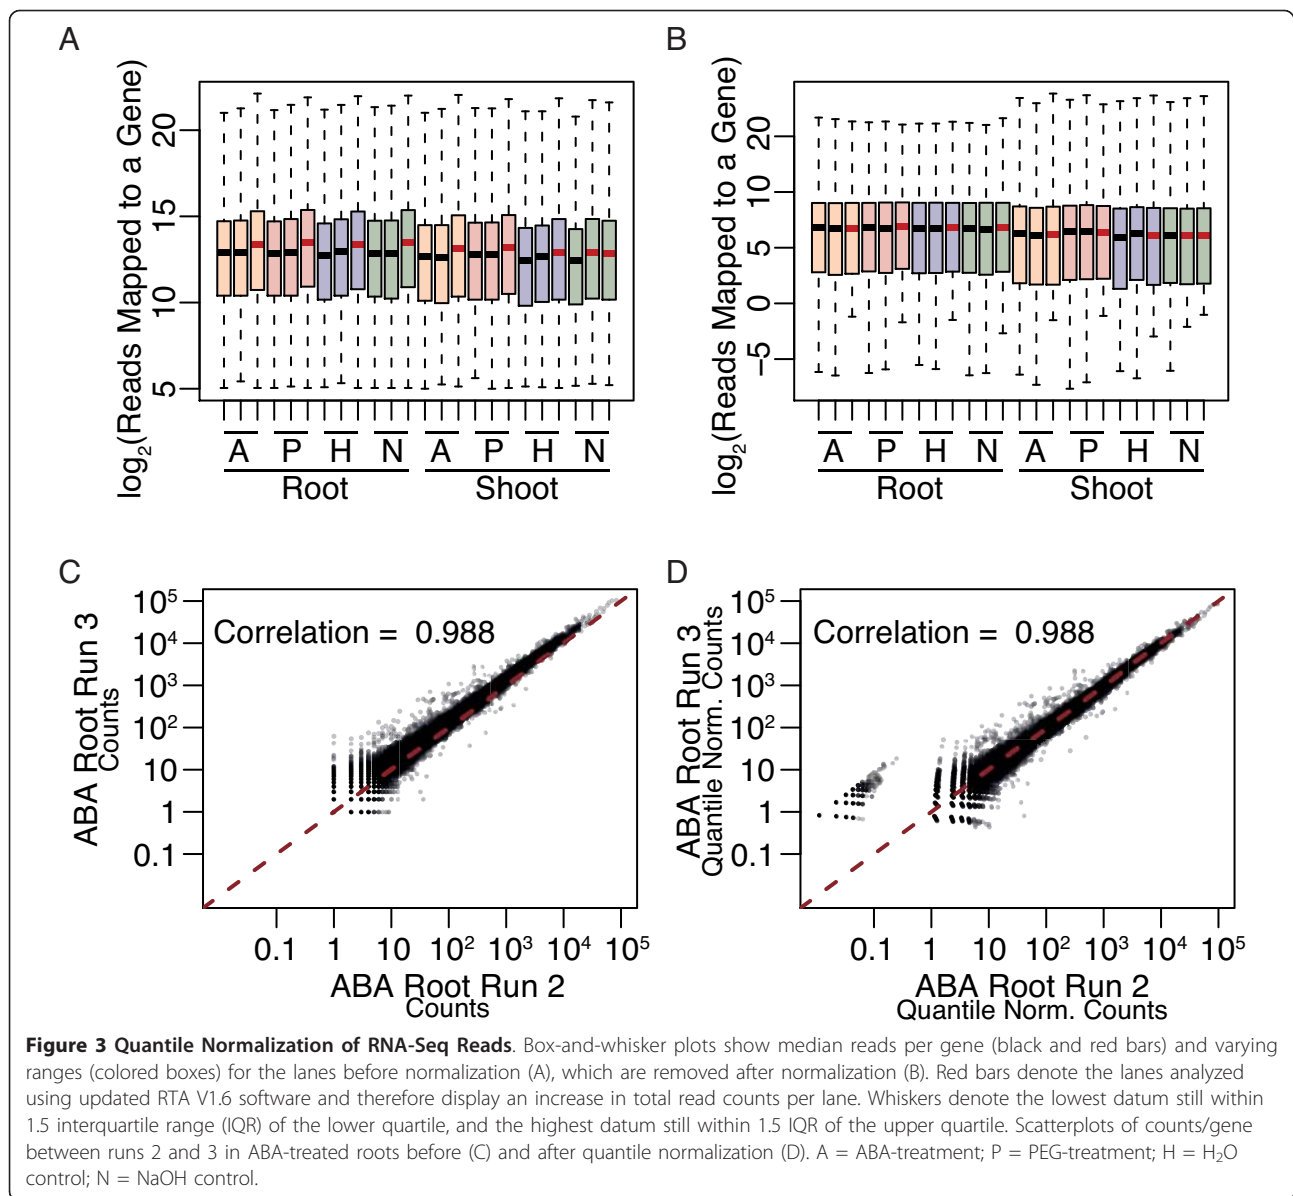 A
log2(Reads Mapped to a Gene)
20
15
10
5
A P H N A P H N
Root Shoot
B
log2(Reads Mapped to a Gene)
20
10
5
0
−5
A P H N A P H N
Root Shoot
C
ABA Root Run 3
Counts
10⁵
10⁴
10³
10²
10
1
0.1
Correlation = 0.988
0.1 1 10 10² 10³ 10⁴ 10⁵
ABA Root Run 2
Counts
D
ABA Root Run 3
Quantile Norm. Counts
10⁵
10⁴
10³
10²
10
1
0.1
Correlation = 0.988
0.1 1 10 10² 10³ 10⁴ 10⁵
ABA Root Run 2
Quantile Norm. Counts
Figure 3 Quantile Normalization of RNA-Seq Reads. Box-and-whisker plots show median reads per gene (black and red bars) and varying
ranges (colored boxes) for the lanes before normalization (A), which are removed after normalization (B). Red bars denote the lanes analyzed
using updated RTA V1.6 software and therefore display an increase in total read counts per lane. Whiskers denote the lowest datum still within
1.5 interquartile range (IQR) of the lower quartile, and the highest datum still within 1.5 IQR of the upper quartile. Scatterplots of counts/gene
between runs 2 and 3 in ABA-treated roots before (C) and after quantile normalization (D). A = ABA-treatment; P = PEG-treatment; H = H2O
control; N = NaOH control.